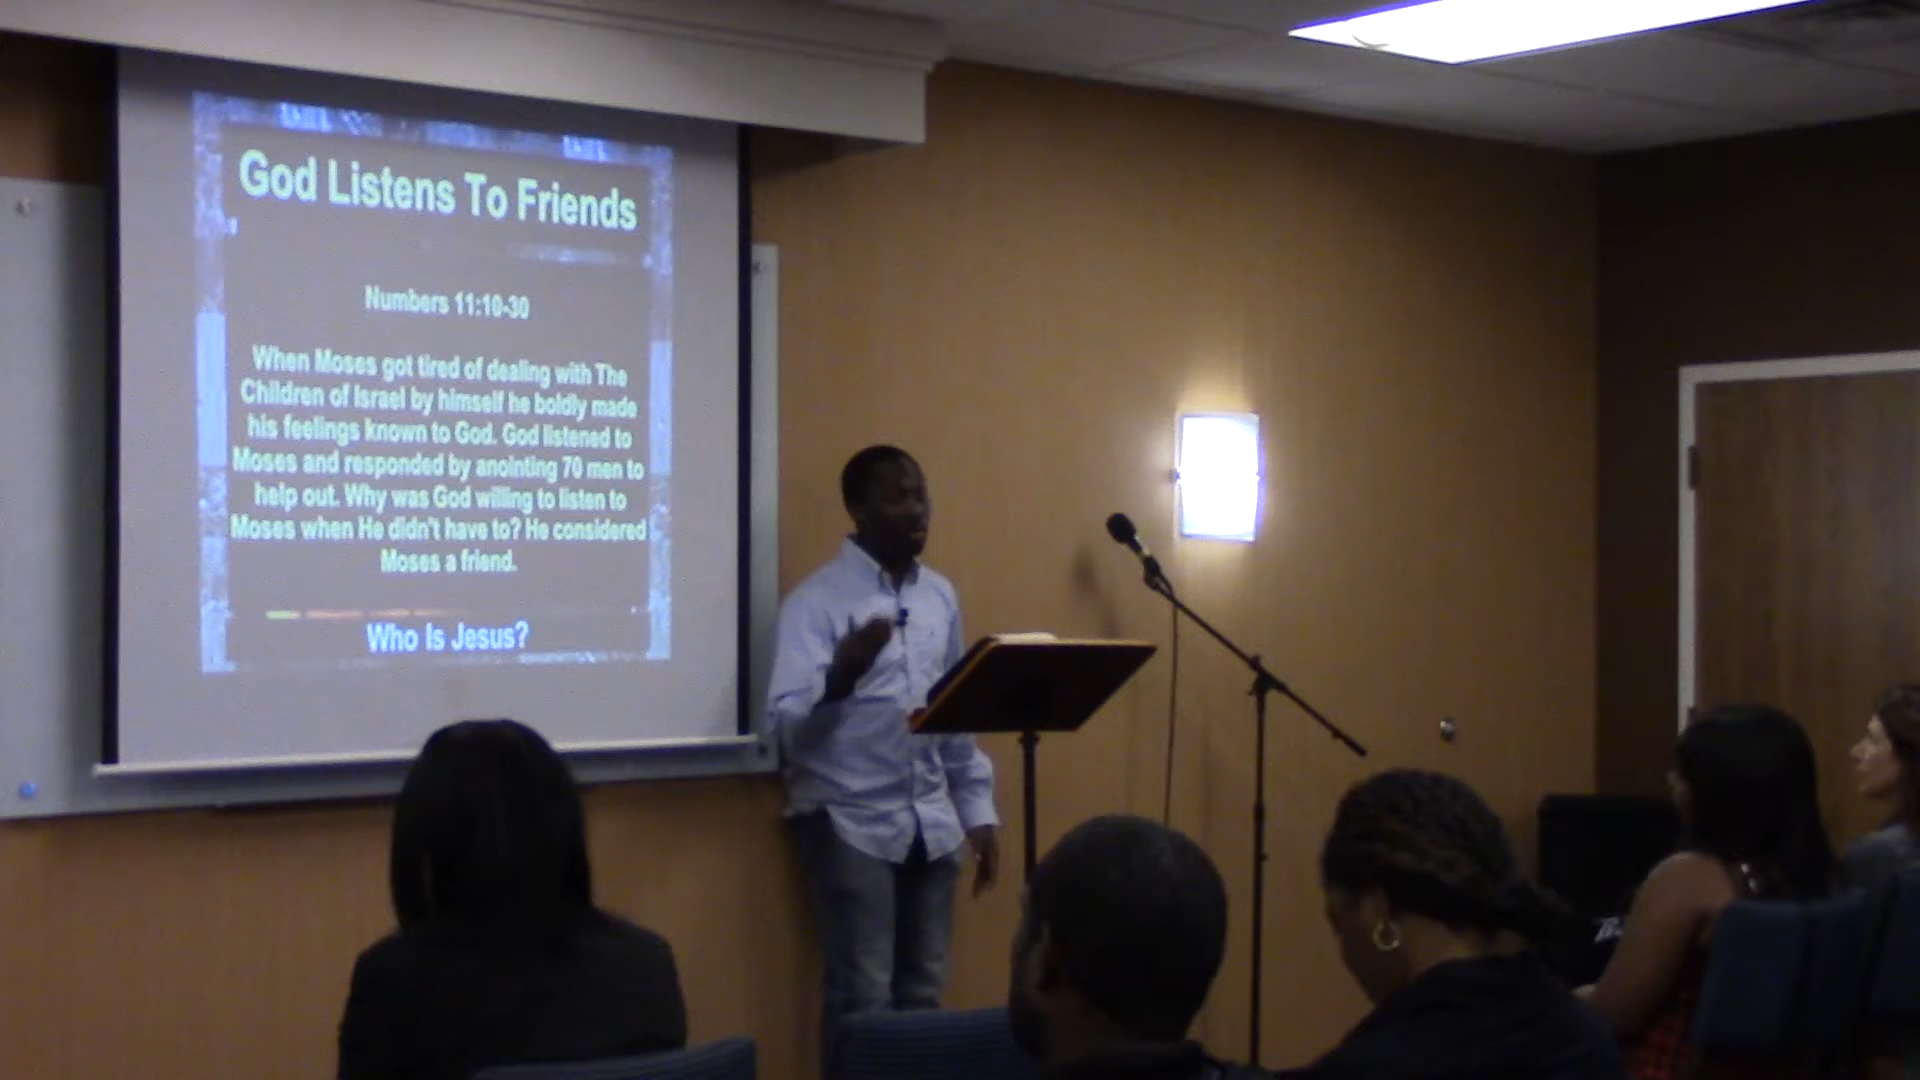 God Listens To Friends
Numbers 11:10-30
When Moses got tired of dealing with The
Children of Israel by himself he boldly made
his feelings known to God. God listened to
Moses and responded by anointing 70 men to
help out. Why was God willing to listen to
Moses when He didn't have to? He considered
Moses a friend.
Who Is Jesus?